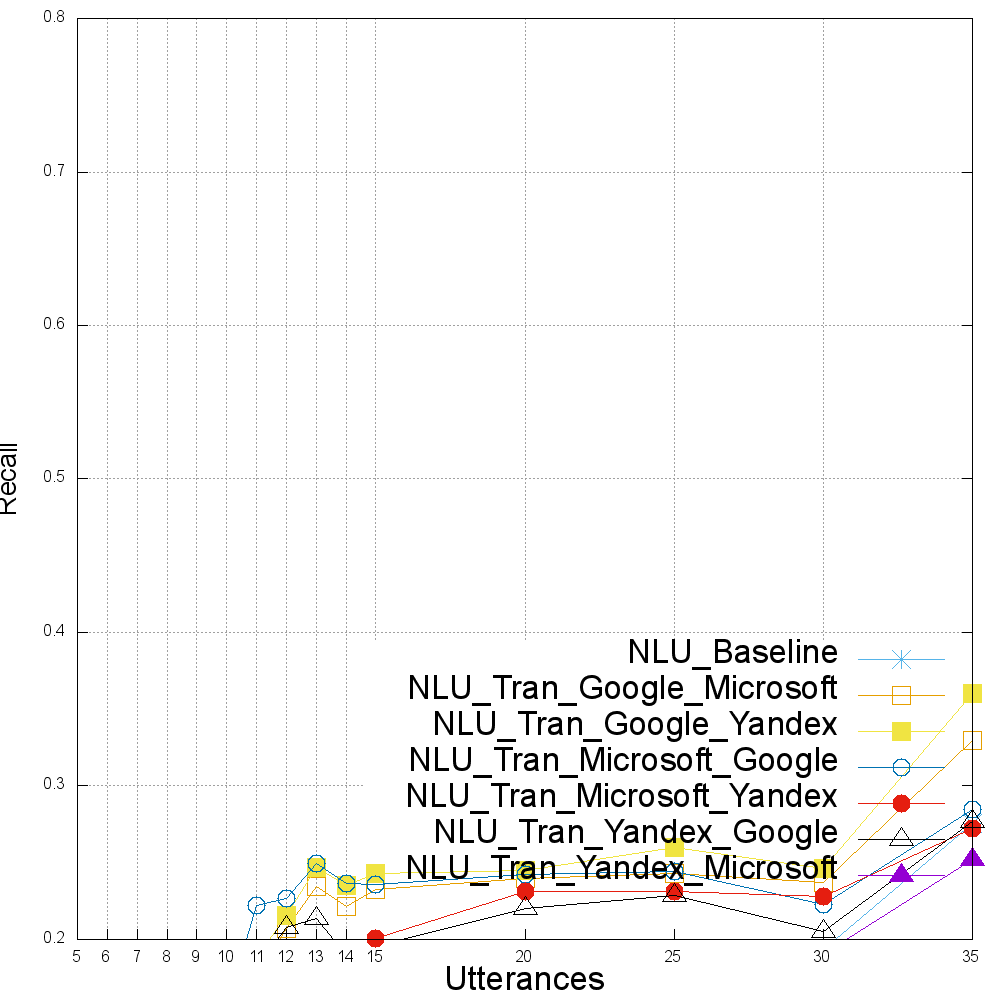 0.8
0.7
0.6
0.5
0.4
0.3
0.2
Recall
NLU_Baseline
NLU_Tran_Google_Microsoft
NLU_Tran_Google_Yandex
NLU_Tran_Microsoft_Google
NLU_Tran_Microsoft_Yandex
NLU_Tran_Yandex_Google
NLU_Tran_Yandex_Microsoft
5 6 7 8 9 10 11 12 13 14 15 20 25 30 35
Utterances